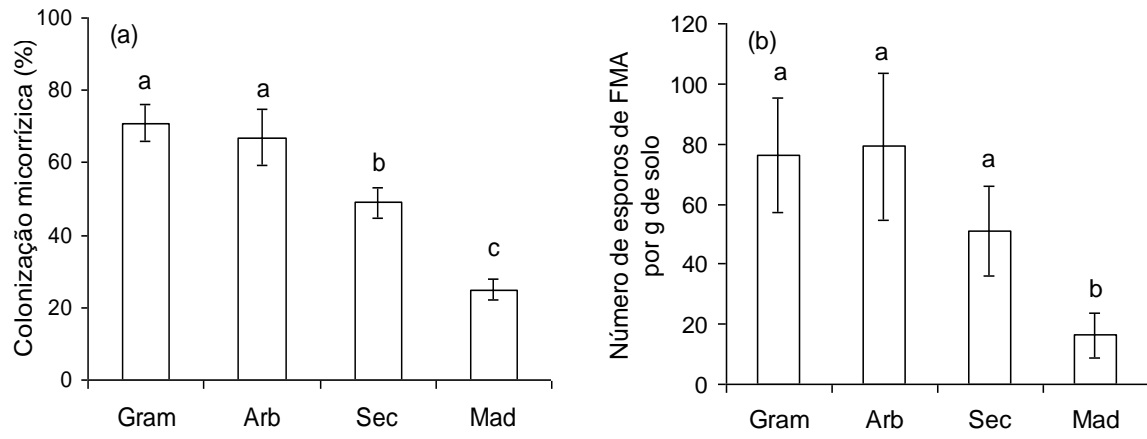 (a)
Colonização micorrízica (%)
100
80
60
40
20
0
a
a
b
c
Gram Arb Sec Mad
(b)
Número de esporos de FMA
por g de solo
120
100
80
60
40
20
0
a
a
a
b
Gram Arb Sec Mad